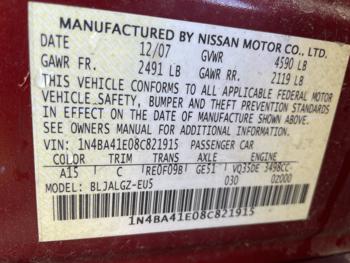 MANUFACTURED BY NISSAN MOTOR CO., LTD.
DATE 12/07 GVWR 4590 LB
GAWR FR. 2491 LB GAWR RR. 2119 LB
THIS VEHICLE CONFORMS TO ALL APPLICABLE FEDERAL MOTOR
VEHICLE SAFETY, BUMPER AND THEFT PREVENTION STANDARDS
IN EFFECT ON THE DATE OF MANUFACTURE SHOWN ABOVE.
SEE OWNERS MANUAL FOR ADDITIONAL INFORMATION.
VIN: 1N4BA41E08C821915 PASSENGER CAR
COLOR TRIM TRANS AXLE ENGINE
A15 C RE0F09B GE51 VQ35DE 3498CC
MODEL: BLJALGZ-EU5 030 02000
1N4BA41E08C821915